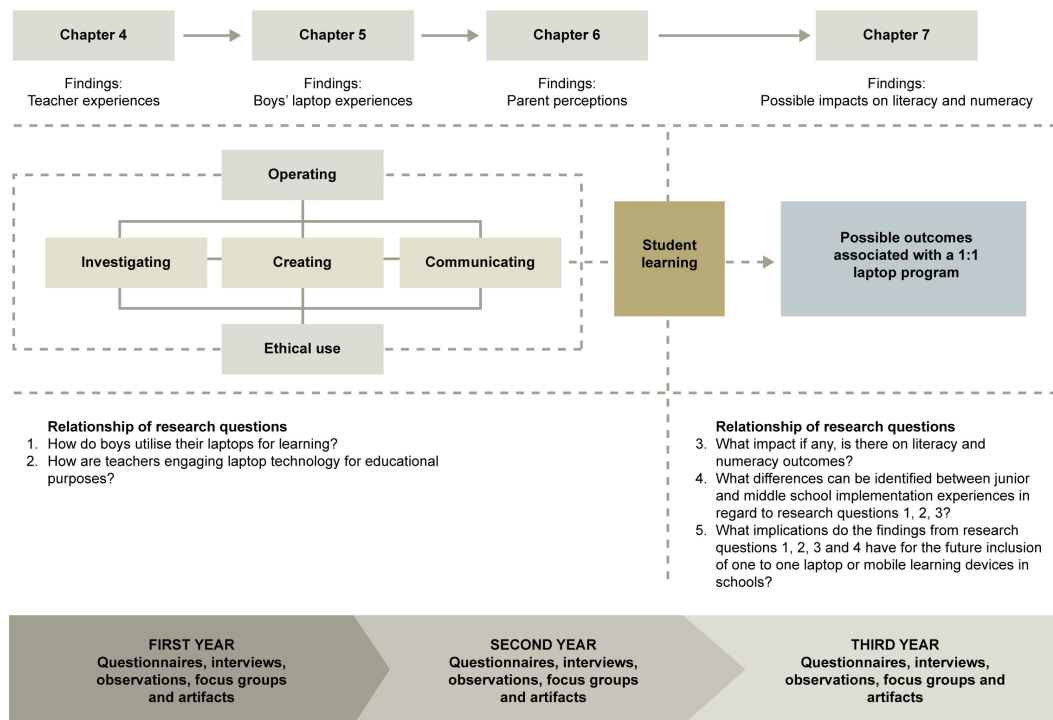 Chapter 4
Chapter 5
Chapter 6
Chapter 7
Findings:
Teacher experiences
Findings:
Boys' laptop experiences
Findings:
Parent perceptions
Findings:
Possible impacts on literacy and numeracy
Operating
Investigating
Creating
Communicating
Ethical use
Student
learning
Possible outcomes
associated with a 1:1
laptop program
Relationship of research questions
1. How do boys utilise their laptops for learning?
2. How are teachers engaging laptop technology for educational
purposes?
Relationship of research questions
3. What impact if any, is there on literacy and
numeracy outcomes?
4. What differences can be identified between junior
and middle school implementation experiences in
regard to research questions 1, 2, 3?
5. What implications do the findings from research
questions 1, 2, 3 and 4 have for the future inclusion
of one to one laptop or mobile learning devices in
schools?
FIRST YEAR
Questionnaires, interviews,
observations, focus groups
and artifacts
SECOND YEAR
Questionnaires, interviews,
observations, focus groups
and artifacts
THIRD YEAR
Questionnaires, interviews,
observations, focus groups and
artifacts